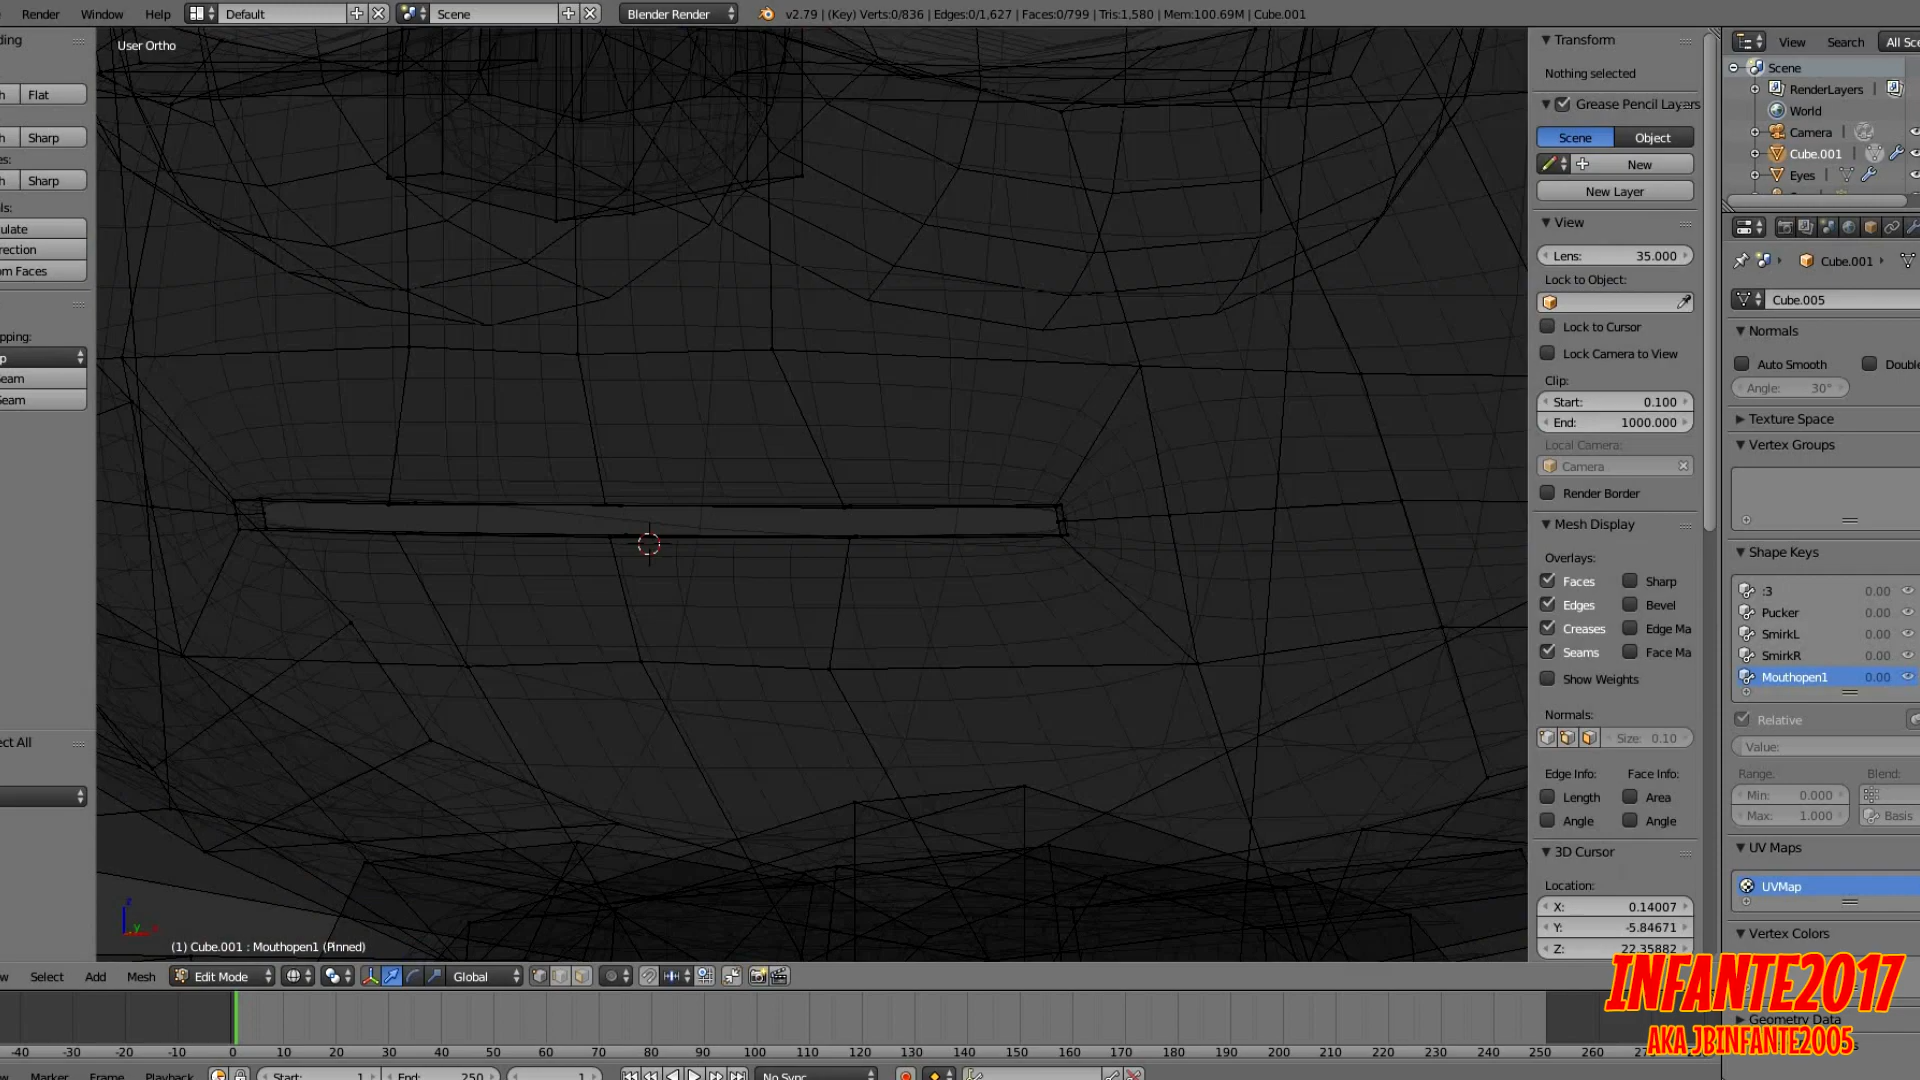 Render Window Help Default Scene Blender Render v2.79 | (Key) Verts:0/836 | Edges:0/1,627 | Faces:0/799 | Tris:1,580 | Mem:100.69M | Cube.001
User Ortho
Flat
Sharp
Sharp
Transform
Nothing selected
Grease Pencil Layers
Scene Object
New
New Layer
View
Lens: 35.000
Lock to Object:
Lock to Cursor
Lock Camera to View
Clip:
Start: 0.100
End: 1000.000
Local Camera:
Camera
Render Border
Mesh Display
Overlays:
Faces Sharp
Edges Bevel
Creases Edge Ma
Seams Face Ma
Show Weights
Normals:
Size: 0.10
Edge Info: Face Info:
Length Area
Angle Angle
3D Cursor
Location:
X: 0.14007
Y: -5.84671
Z: 22.35882
View Search All Sce
Scene
RenderLayers
World
Camera
Cube.001
Eyes
Cube.001
Cube.005
Normals
Auto Smooth Double
Angle: 30°
Texture Space
Vertex Groups
Shape Keys
:3 0.00
Pucker 0.00
SmirkL 0.00
SmirkR 0.00
Mouthopen1 0.00
Relative
Value:
Range: Blend:
Min: 0.000
Max: 1.000 Basis
UV Maps
UVMap
Vertex Colors
Geometry Data
(1) Cube.001 : Mouthopen1 (Pinned)
Select Add Mesh Edit Mode Global
-40 -30 -20 -10 0 10 20 30 40 50 60 70 80 90 100 110 120 130 140 150 160 170 180 190 200 210 220 230 240 250 260
Marker Frame Playback Start: 1 End: 250 1 No Sync
INFANTE2017
AKA JBINFANTE2005